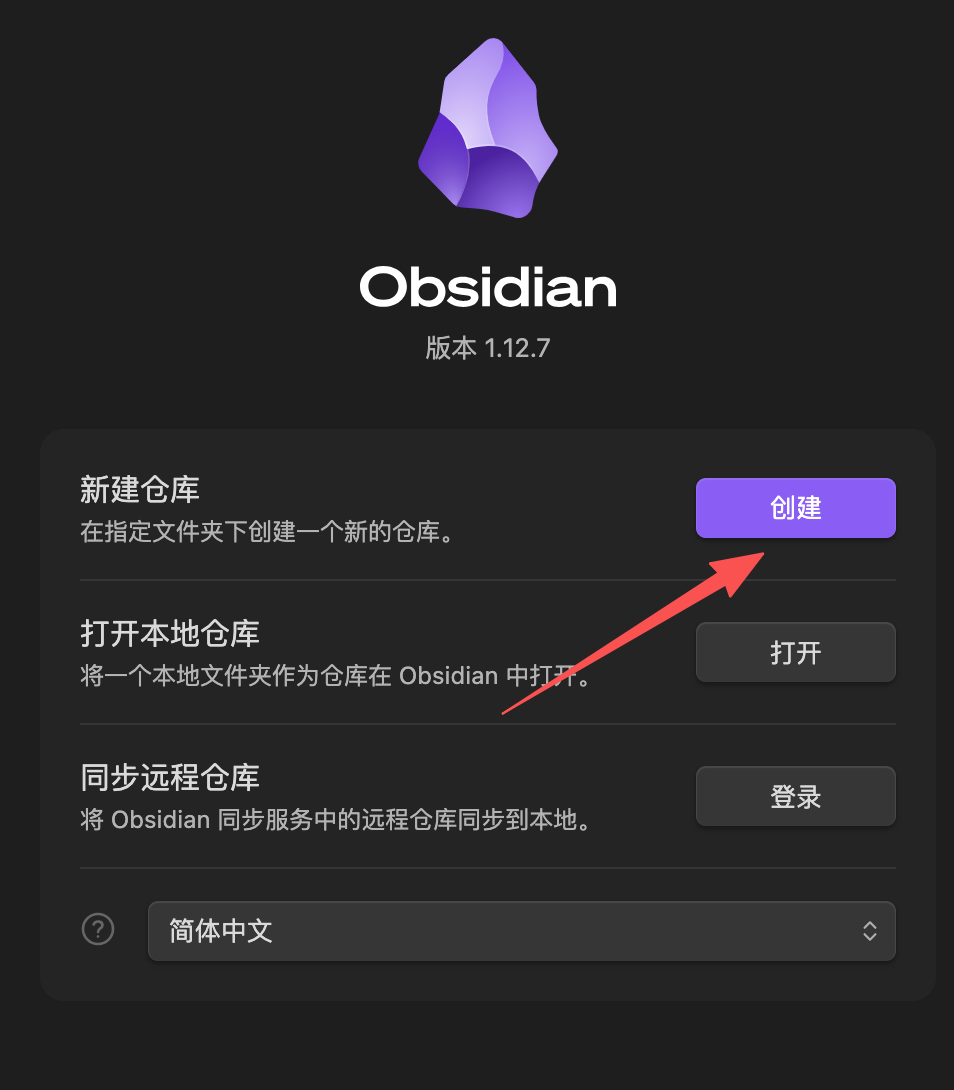 Obsidian
版本 1.12.7
新建仓库
创建
在指定文件夹下创建一个新的仓库。
打开本地仓库
打开
将一个本地文件夹作为仓库在 Obsidian 中打开。
同步远程仓库
登录
将 Obsidian 同步服务中的远程仓库同步到本地。
?
简体中文